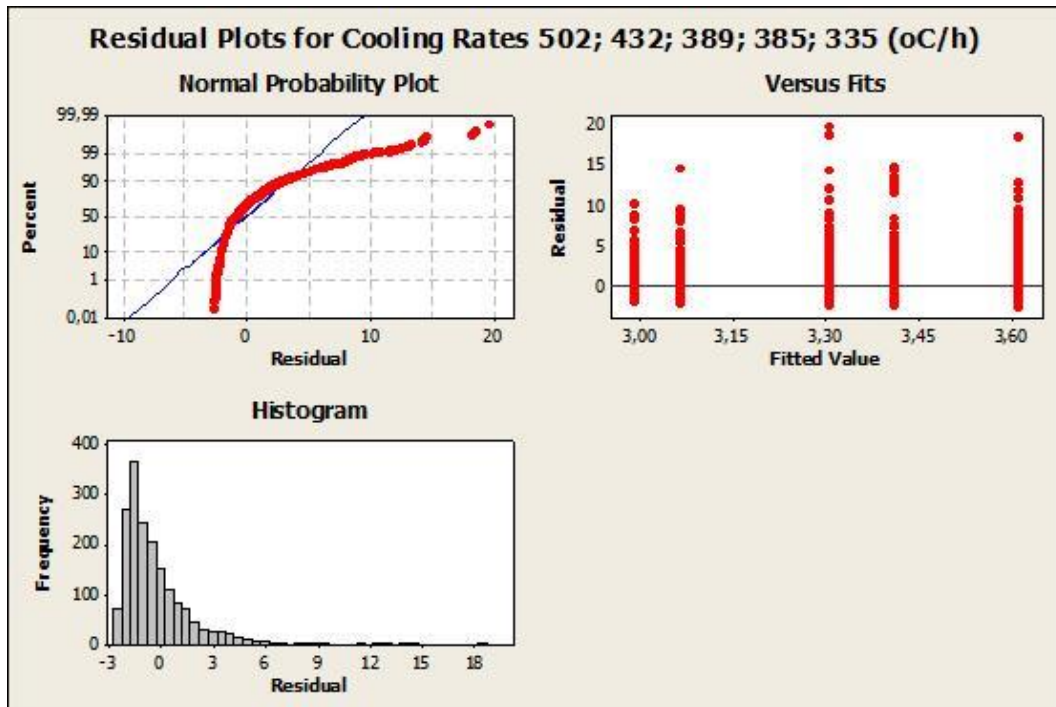 Residual Plots for Cooling Rates 502; 432; 389; 385; 335 (oC/h)
Normal Probability Plot
99,99
99
90
50
10
1
0,01
Percent
-10 0 10 20
Residual
Versus Fits
20
15
10
5
0
Residual
3,00 3,15 3,30 3,45 3,60
Fitted Value
Histogram
400
300
200
100
0
Frequency
-3 0 3 6 9 12 15 18
Residual